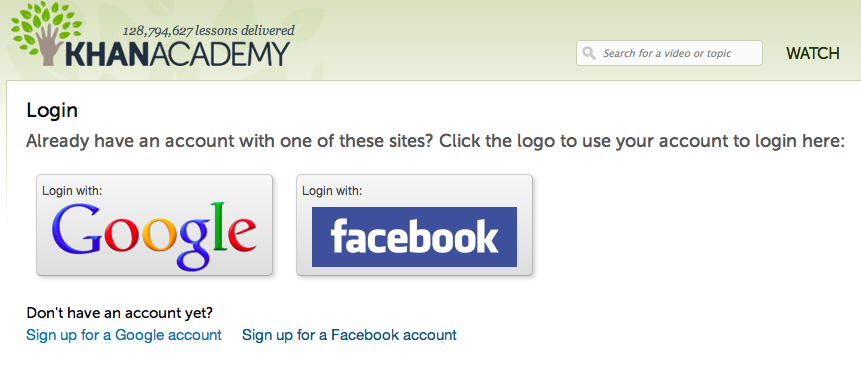 128,794,627 lessons delivered
KHANACADEMY
Search for a video or topic
WATCH
Login
Already have an account with one of these sites? Click the logo to use your account to login here:
Login with:
Google
Login with:
facebook
Don't have an account yet?
Sign up for a Google account Sign up for a Facebook account